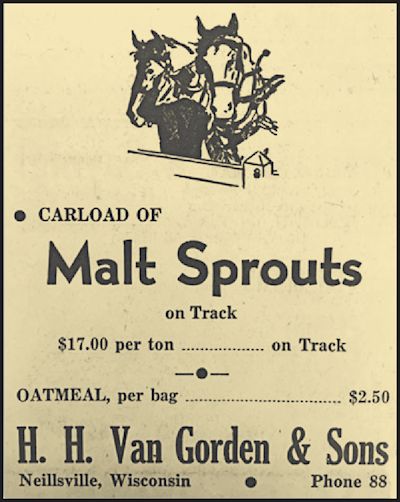 ● CARLOAD OF
Malt Sprouts
on Track
$17.00 per ton .................. on Track
—●—
OATMEAL, per bag .................................. $2.50
H. H. Van Gorden & Sons
Neillsville, Wisconsin ● Phone 88